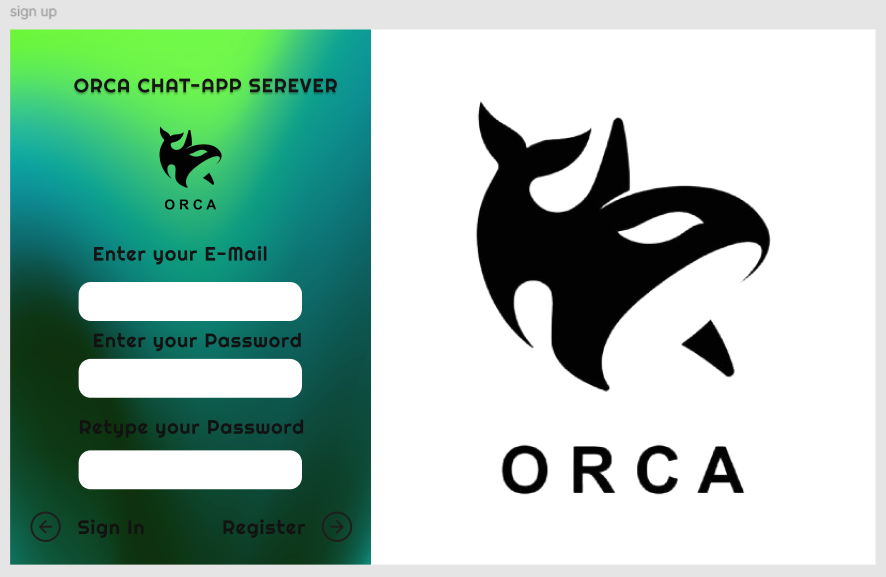 sign up
ORCA CHAT-APP SEREVER
ORCA
Enter your E-Mail
Enter your Password
Retype your Password
Sign In
Register
ORCA